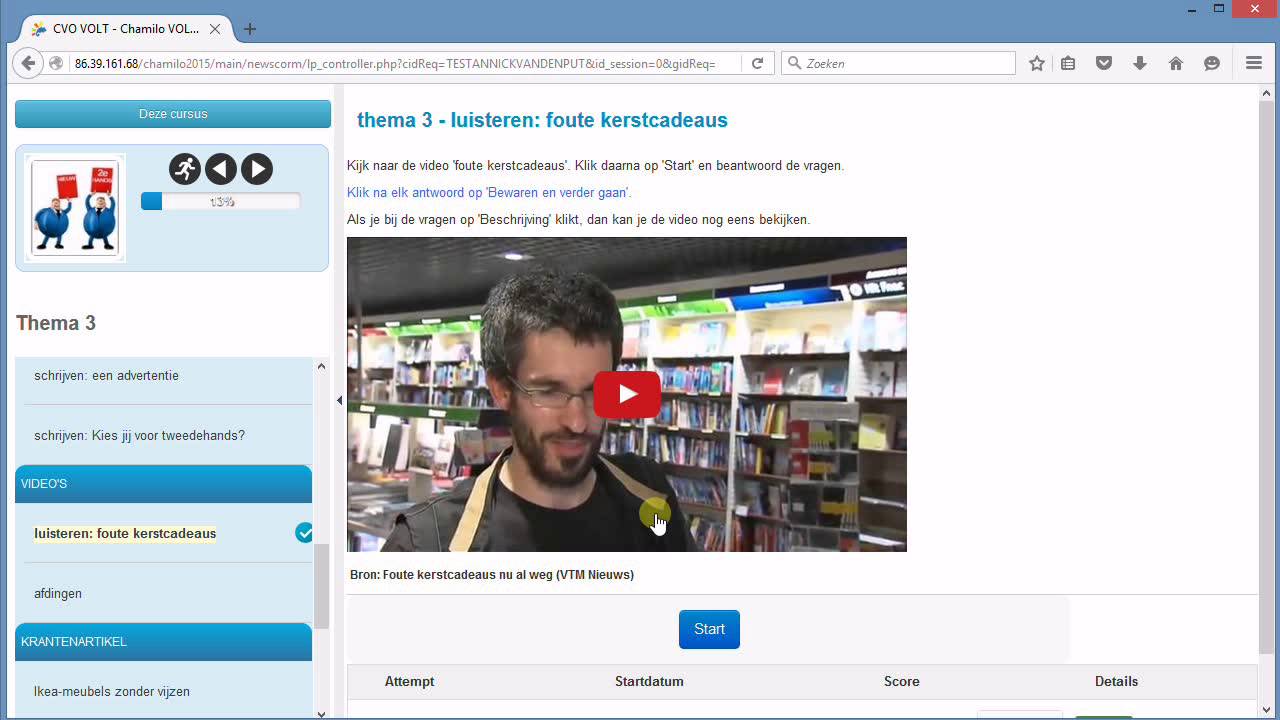 CVO VOLT - Chamilo VOL...
86.39.161.68/chamilo2015/main/newscorm/lp_controller.php?cidReq=TESTANNICKVANDENPUT&id_session=0&gidReq=
Zoeken
Deze cursus
NIEUW
2e HANDS
13%
Thema 3
schrijven: een advertentie
schrijven: Kies jij voor tweedehands?
VIDEO'S
luisteren: foute kerstcadeaus
afdingen
KRANTENARTIKEL
Ikea-meubels zonder vijzen
thema 3 - luisteren: foute kerstcadeaus
Kijk naar de video 'foute kerstcadeaus'. Klik daarna op 'Start' en beantwoord de vragen.
Klik na elk antwoord op 'Bewaren en verder gaan'.
Als je bij de vragen op 'Beschrijving' klikt, dan kan je de video nog eens bekijken.
Hit Fnac
Bron: Foute kerstcadeaus nu al weg (VTM Nieuws)
Start
Attempt Startdatum Score Details